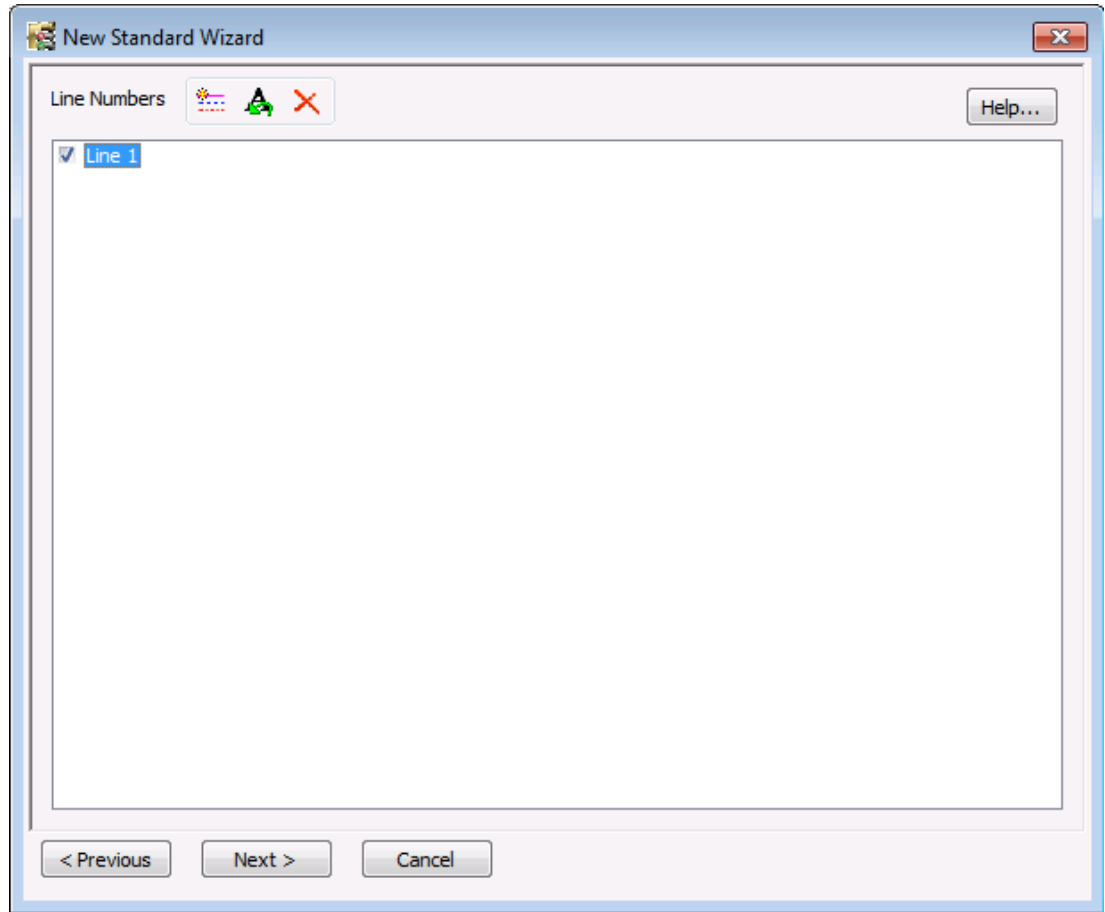 New Standard Wizard
Line Numbers
Help...
Line 1
< Previous
Next >
Cancel